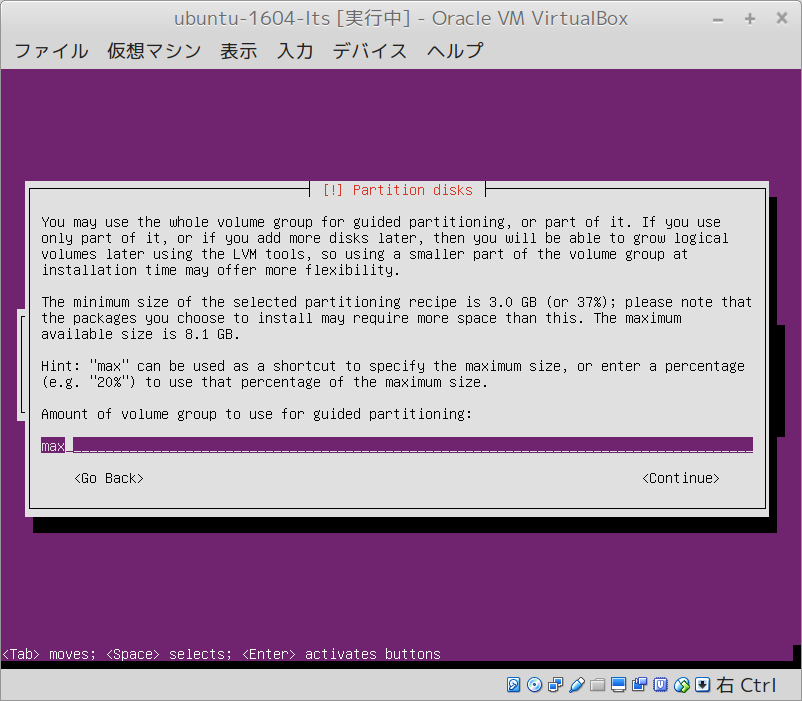 ubuntu-1604-lts [実行中] - Oracle VM VirtualBox
ファイル 仮想マシン 表示 入力 デバイス ヘルプ
[!] Partition disks
You may use the whole volume group for guided partitioning, or part of it. If you use
only part of it, or if you add more disks later, then you will be able to grow logical
volumes later using the LVM tools, so using a smaller part of the volume group at
installation time may offer more flexibility.
The minimum size of the selected partitioning recipe is 3.0 GB (or 37%); please note that
the packages you choose to install may require more space than this. The maximum
available size is 8.1 GB.
Hint: "max" can be used as a shortcut to specify the maximum size, or enter a percentage
(e.g. "20%") to use that percentage of the maximum size.
Amount of volume group to use for guided partitioning:
max
<Go Back> <Continue>
<Tab> moves; <Space> selects; <Enter> activates buttons
右 Ctrl